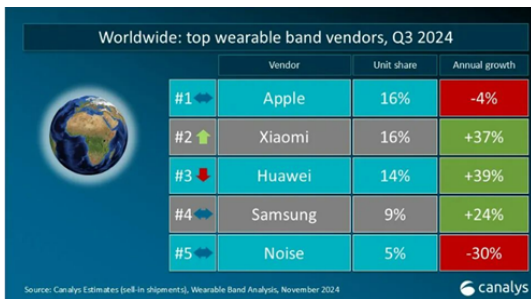 Worldwide: top wearable band vendors, Q3 2024
Vendor Unit share Annual growth
#1 Apple 16% -4%
#2 Xiaomi 16% +37%
#3 Huawei 14% +39%
#4 Samsung 9% +24%
#5 Noise 5% -30%
Source: Canalys Estimates (sell-in shipments), Wearable Band Analysis, November 2024
canalys